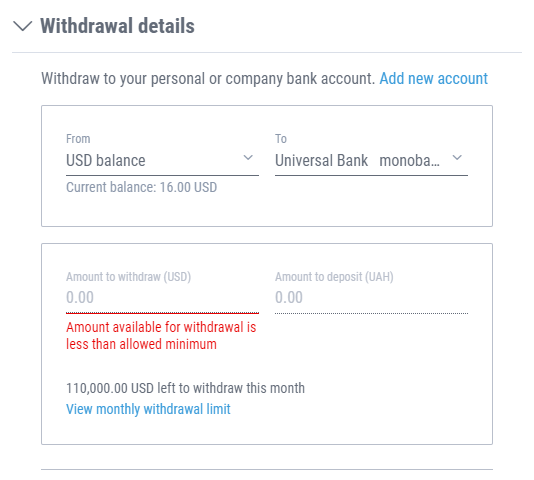 Withdrawal details
Withdraw to your personal or company bank account. Add new account
From
USD balance
Current balance: 16.00 USD
To
Universal Bank monoba...
Amount to withdraw (USD)
0.00
Amount available for withdrawal is
less than allowed minimum
Amount to deposit (UAH)
0.00
110,000.00 USD left to withdraw this month
View monthly withdrawal limit